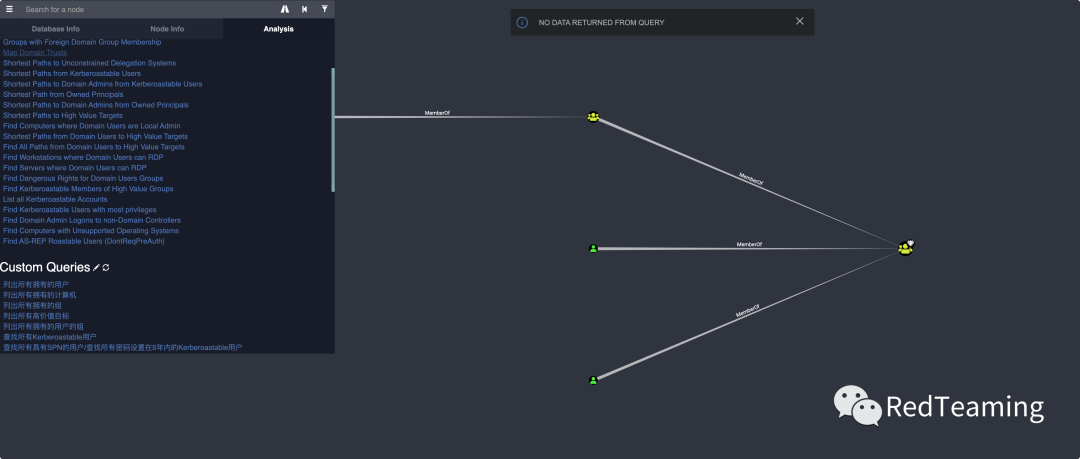 Search for a node
NO DATA RETURNED FROM QUERY
Database Info
Node Info
Analysis
Groups with Foreign Domain Group Membership
Map Domain Trusts
Shortest Paths to Unconstrained Delegation Systems
Shortest Paths from Kerberoastable Users
Shortest Paths to Domain Admins from Kerberoastable Users
Shortest Path from Owned Principals
Shortest Paths to Domain Admins from Owned Principals
Shortest Paths to High Value Targets
Find Computers where Domain Users are Local Admin
Shortest Paths from Domain Users to High Value Targets
Find All Paths from Domain Users to High Value Targets
Find Workstations where Domain Users can RDP
Find Servers where Domain Users can RDP
Find Dangerous Rights for Domain Users Groups
Find Kerberoastable Members of High Value Groups
List all Kerberoastable Accounts
Find Kerberoastable Users with most privileges
Find Domain Admin Logons to non-Domain Controllers
Find Computers with Unsupported Operating Systems
Find AS-REP Roastable Users (DontReqPreAuth)
Custom Queries
列出所有拥有的用户
列出所有拥有的计算机
列出所有拥有的组
列出所有高价值目标
列出所有拥有的用户的组
查找所有Kerberoastable用户
查找所有具有SPN的用户/查找所有密码设置在5年内的Kerberoastable用户
MemberOf
MemberOf
MemberOf
MemberOf
RedTeaming